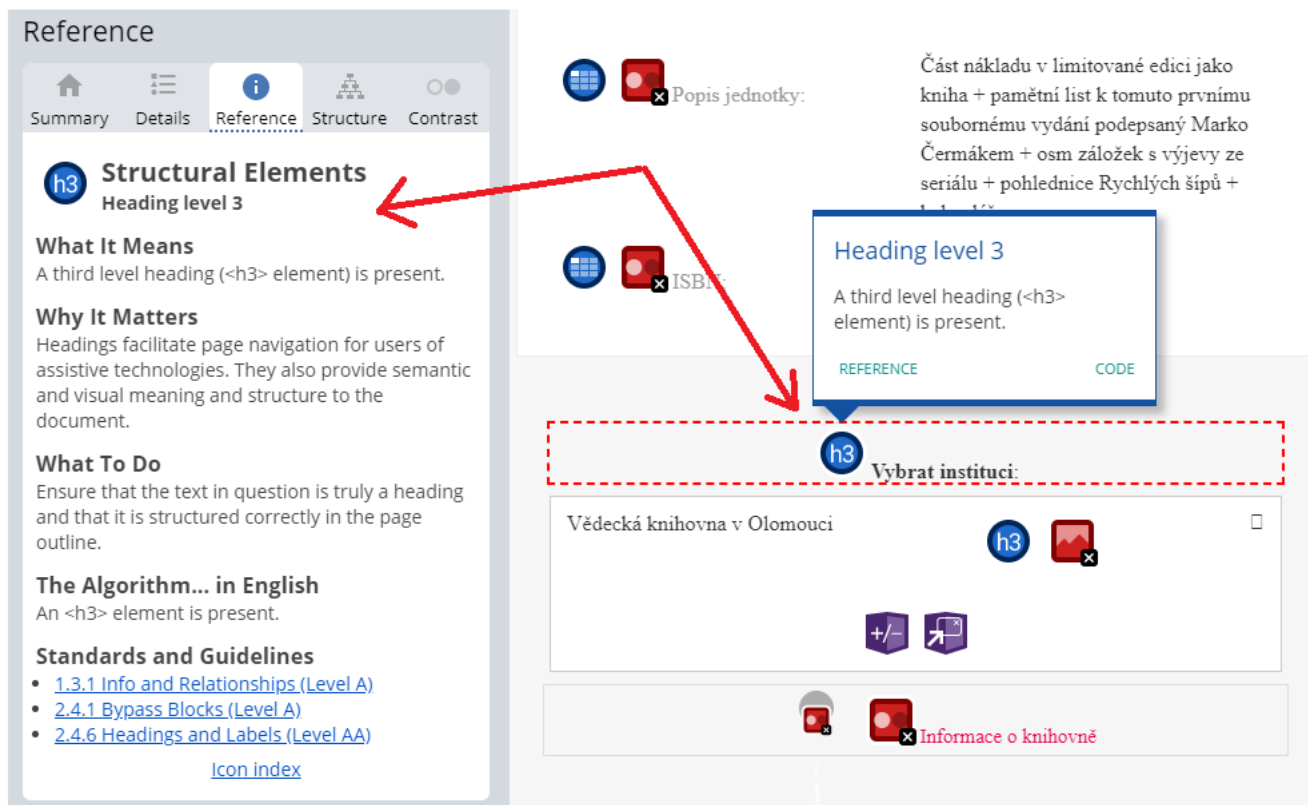 Reference
Summary Details Reference Structure Contrast
h3 Structural Elements
Heading level 3
What It Means
A third level heading (<h3> element) is present.
Why It Matters
Headings facilitate page navigation for users of
assistive technologies. They also provide semantic
and visual meaning and structure to the
document.
What To Do
Ensure that the text in question is truly a heading
and that it is structured correctly in the page
outline.
The Algorithm... in English
An <h3> element is present.
Standards and Guidelines
1.3.1 Info and Relationships (Level A)
2.4.1 Bypass Blocks (Level A)
2.4.6 Headings and Labels (Level AA)
Icon index
Popis jednotky:
Část nákladu v limitované edici jako
kniha + pamětní list k tomuto prvnímu
soubornému vydání podepsaný Marko
Čermákem + osm záložek s výjevy ze
seriálu + pohlednice Rychlých šípů +
ISBN:
Heading level 3
A third level heading (<h3>
element) is present.
REFERENCE CODE
h3 Vybrat instituci:
Vědecká knihovna v Olomouci
h3
+/-
Informace o knihovně